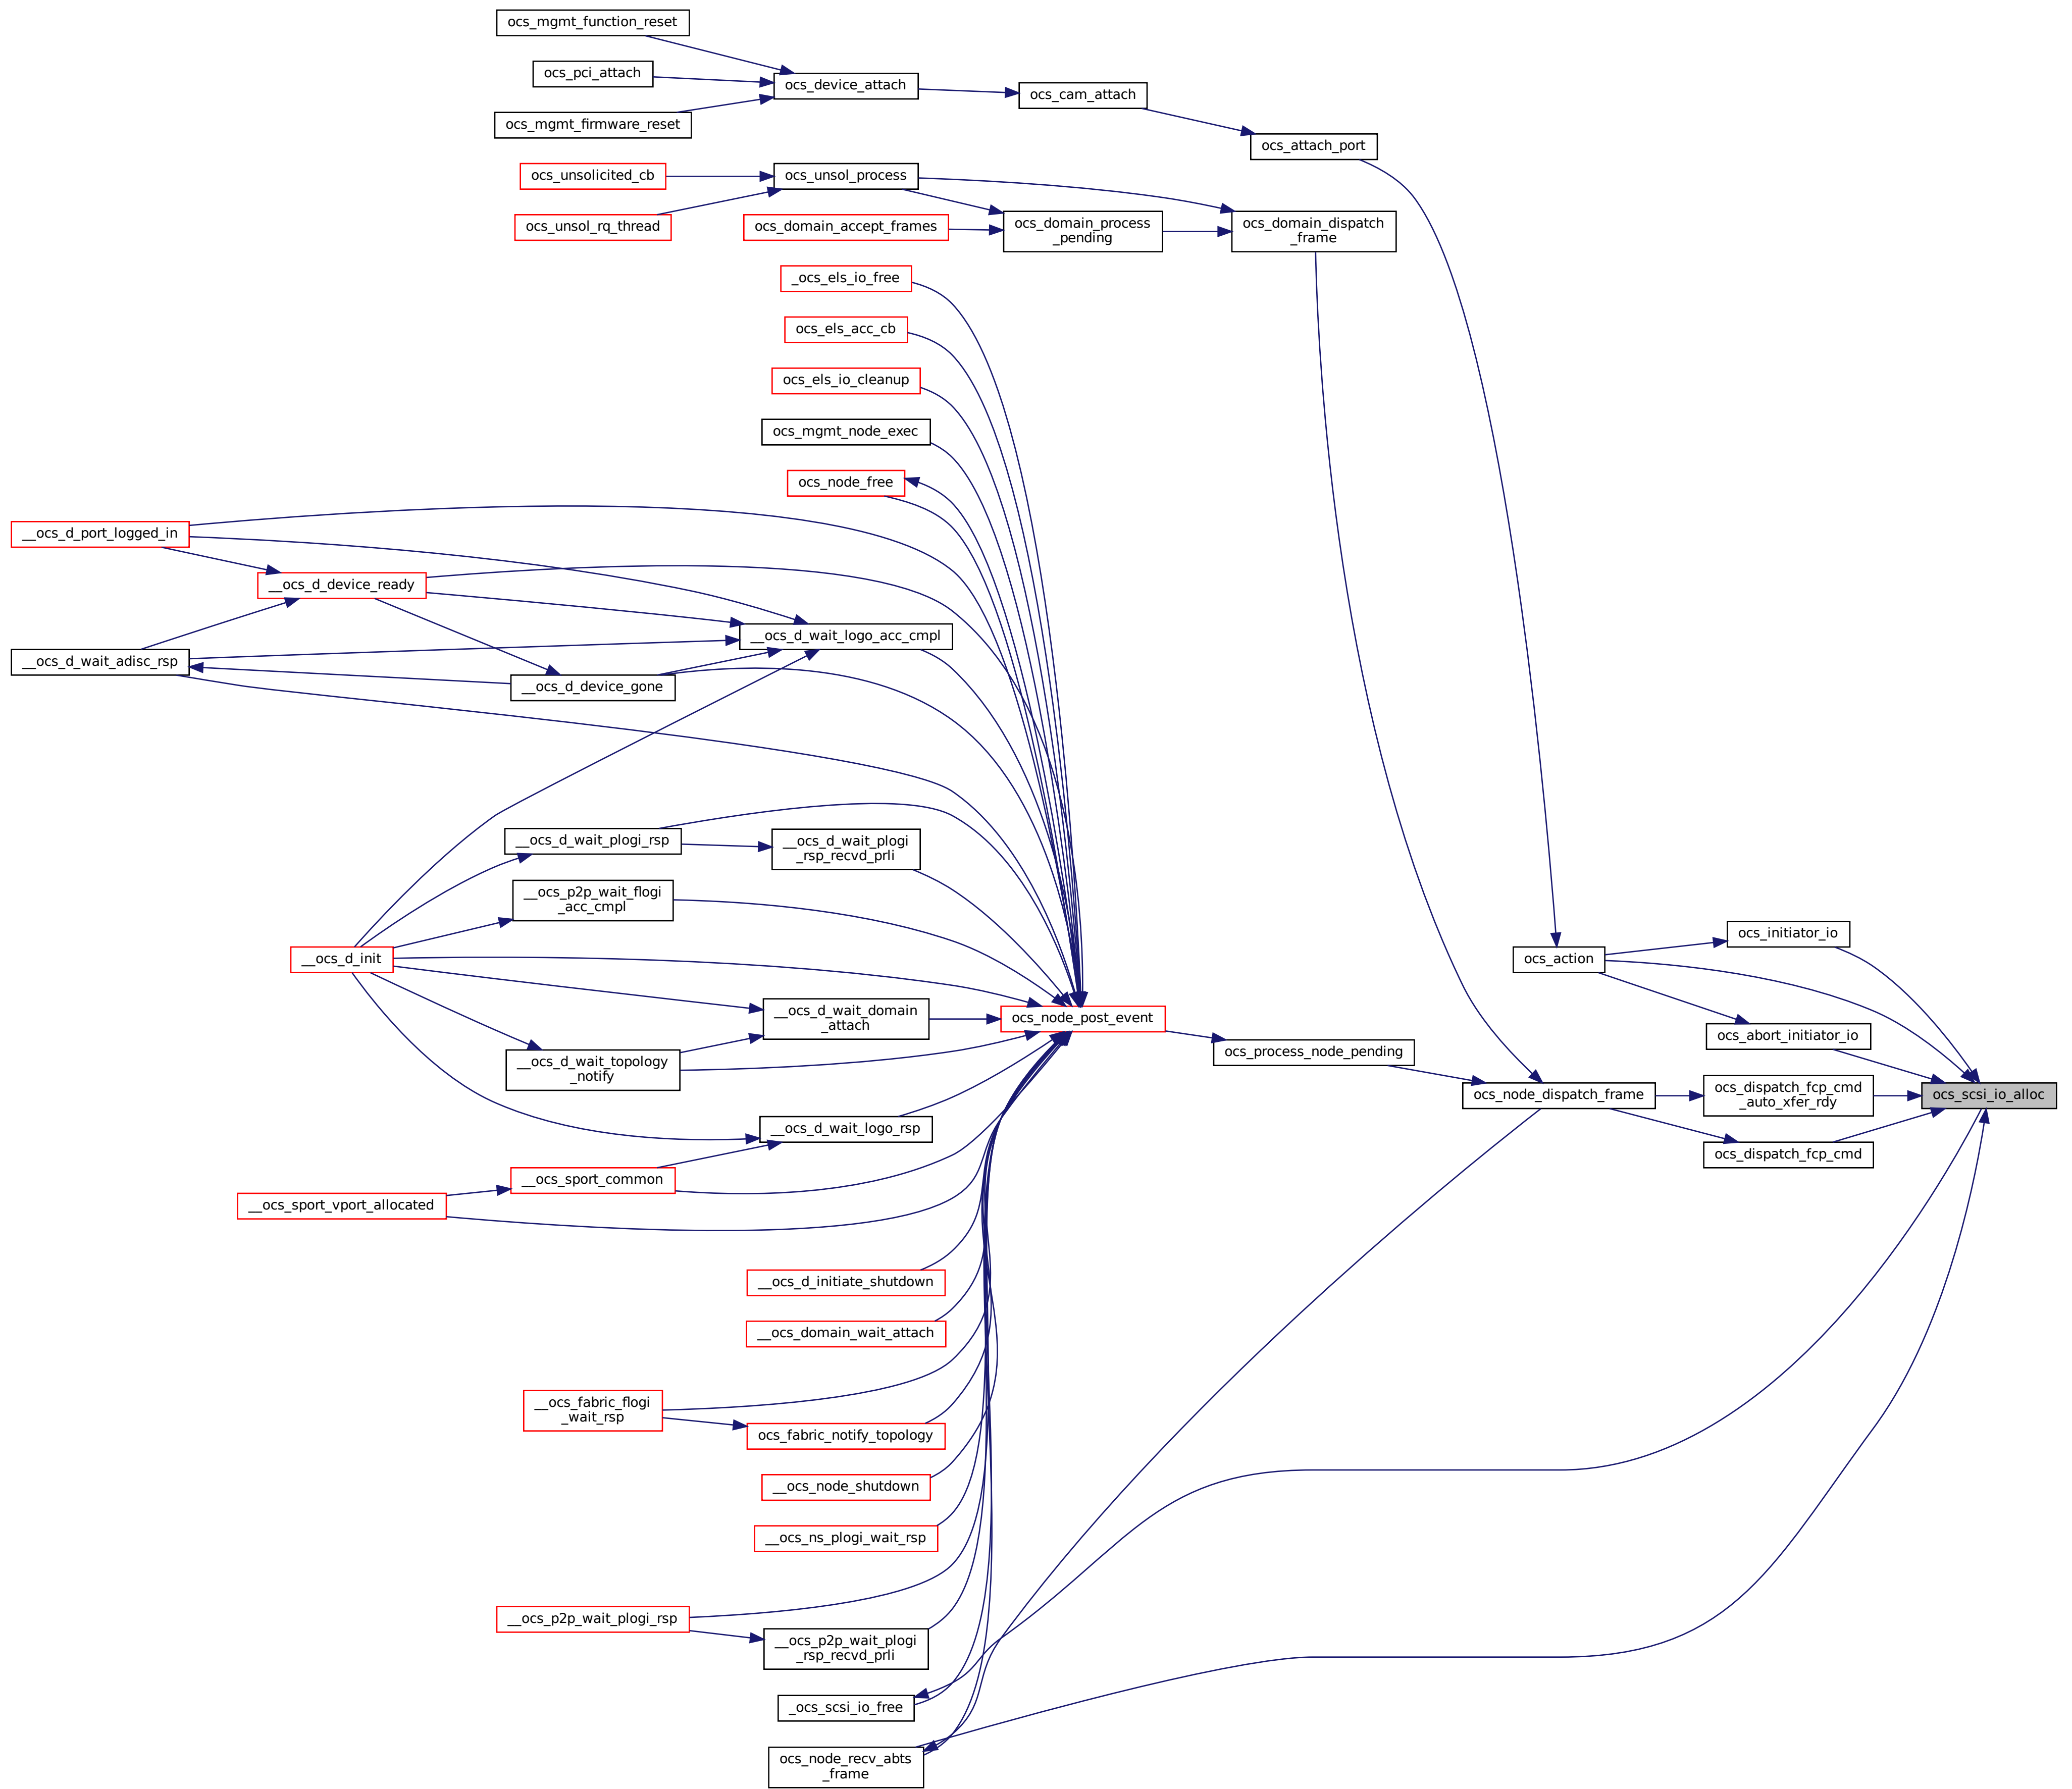 ocs_mgmt_function_reset
ocs_pci_attach
ocs_device_attach
ocs_cam_attach
ocs_mgmt_firmware_reset
ocs_attach_port
ocs_unsolicited_cb
ocs_unsol_process
ocs_unsol_rq_thread
ocs_domain_accept_frames
ocs_domain_process
_pending
ocs_domain_dispatch
_frame
_ocs_els_io_free
ocs_els_acc_cb
ocs_els_io_cleanup
ocs_mgmt_node_exec
ocs_node_free
__ocs_d_port_logged_in
__ocs_d_device_ready
__ocs_d_wait_logo_acc_cmpl
__ocs_d_wait_adisc_rsp
__ocs_d_device_gone
__ocs_d_wait_plogi_rsp
__ocs_d_wait_plogi
_rsp_recvd_prli
__ocs_p2p_wait_flogi
_acc_cmpl
ocs_initiator_io
__ocs_d_init
ocs_action
__ocs_d_wait_domain
_attach
ocs_node_post_event
ocs_abort_initiator_io
ocs_process_node_pending
__ocs_d_wait_topology
_notify
ocs_node_dispatch_frame
ocs_dispatch_fcp_cmd
_auto_xfer_rdy
ocs_scsi_io_alloc
__ocs_d_wait_logo_rsp
ocs_dispatch_fcp_cmd
__ocs_sport_common
__ocs_sport_vport_allocated
__ocs_d_initiate_shutdown
__ocs_domain_wait_attach
__ocs_fabric_flogi
_wait_rsp
ocs_fabric_notify_topology
__ocs_node_shutdown
__ocs_ns_plogi_wait_rsp
__ocs_p2p_wait_plogi_rsp
__ocs_p2p_wait_plogi
_rsp_recvd_prli
_ocs_scsi_io_free
ocs_node_recv_abts
_frame